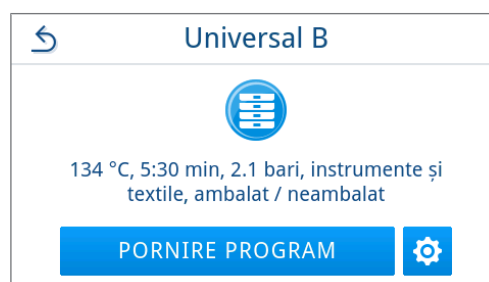 Universal B
134 °C, 5:30 min, 2.1 bari, instrumente și
textile, ambalat / neambalat
PORNIRE PROGRAM